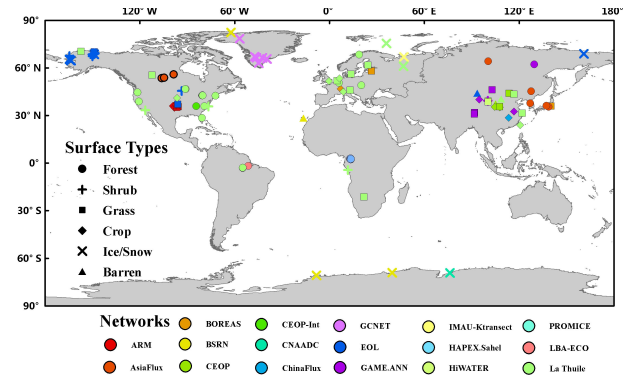 120° W 60° W 0° 60° E 120° E 180°
90°
60° N
30° N
0°
30° S
60° S
90°
Surface Types
Forest
Shrub
Grass
Crop
Ice/Snow
Barren
Networks
BOREAS CEOP-Int GCNET IMAU-Ktransect PROMICE
ARM BSRN CNAADC EOL HAPEX.Sahel LBA-ECO
AsiaFlux CEOP ChinaFlux GAME.ANN HiWATER La Thuile